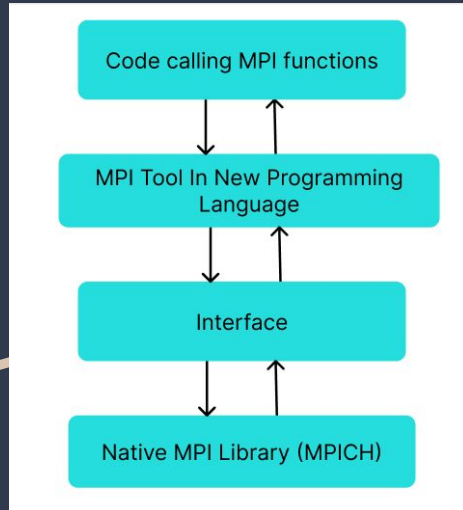 Code calling MPI functions
MPI Tool In New Programming
Language
Interface
Native MPI Library (MPICH)